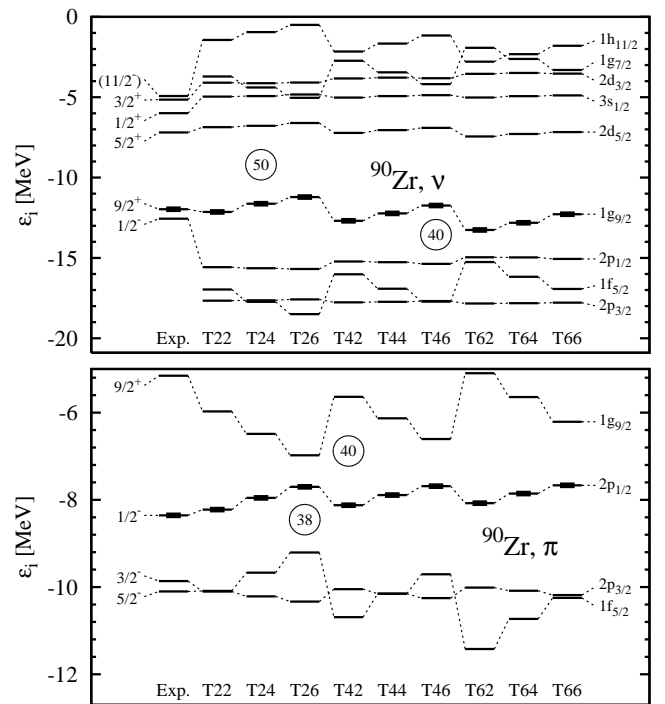 0
-5
-10
-15
-20
εi [MeV]
(11/2-
3/2+
1/2+
5/2+
9/2+
1/2-
50
90Zr, ν
40
1h11/2
1g7/2
2d3/2
3s1/2
2d5/2
1g9/2
2p1/2
1f5/2
2p3/2
Exp. T22 T24 T26 T42 T44 T46 T62 T64 T66
-6
-8
-10
-12
εi [MeV]
9/2+
1/2-
3/2-
5/2-
40
38
90Zr, π
1g9/2
2p1/2
2p3/2
1f5/2
Exp. T22 T24 T26 T42 T44 T46 T62 T64 T66